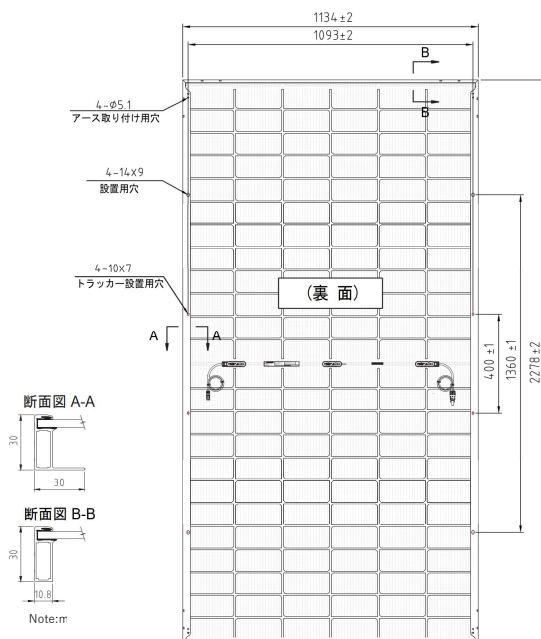 1134±2
1093±2
B
B
4-Φ5.1
アース取り付け用穴
4-14X9
設置用穴
4-10×7
トラッカー設置用穴
(裏 面)
A
A
400 ±1
1360 ±1
2278±2
断面図 A-A
30
30
断面図 B-B
30
10.8
Note:m